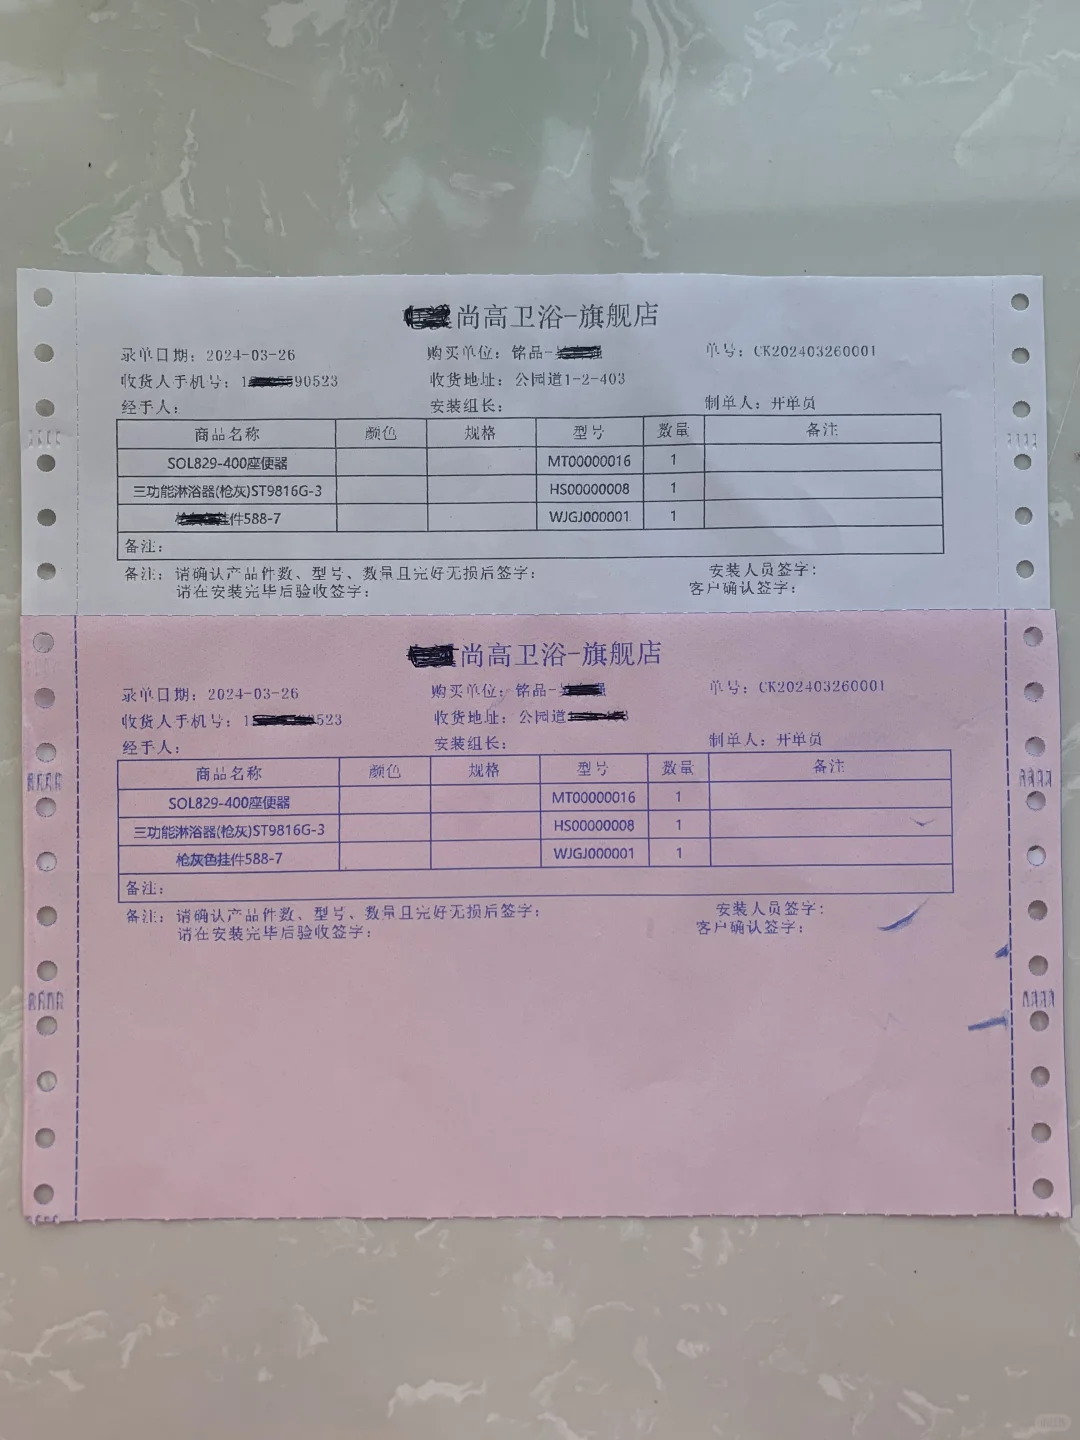 尚高卫浴-旗舰店
录单日期：2024-03-26 购买单位：铭品- 单号：CK202403260001
收货人手机号：1 90523 收货地址：公园道1-2-403
经手人： 安装组长： 制单人：开单员
商品名称 颜色 规格 型号 数量 备注
SOL829-400座便器 MT00000016 1
三功能淋浴器(枪灰)ST9816G-3 HS00000008 1
件588-7 WJGJ000001 1
备注：
备注：请确认产品件数、型号、数量且完好无损后签字： 安装人员签字：
请在安装完毕后验收签字： 客户确认签字：
尚高卫浴-旗舰店
录单日期：2024-03-26 购买单位：铭品- 单号：CK202403260001
收货人手机号：1 523 收货地址：公园道
经手人： 安装组长： 制单人：开单员
商品名称 颜色 规格 型号 数量 备注
SOL829-400座便器 MT00000016 1
三功能淋浴器(枪灰)ST9816G-3 HS00000008 1
枪灰色挂件588-7 WJGJ000001 1
备注：
备注：请确认产品件数、型号、数量且完好无损后签字： 安装人员签字：
请在安装完毕后验收签字： 客户确认签字：